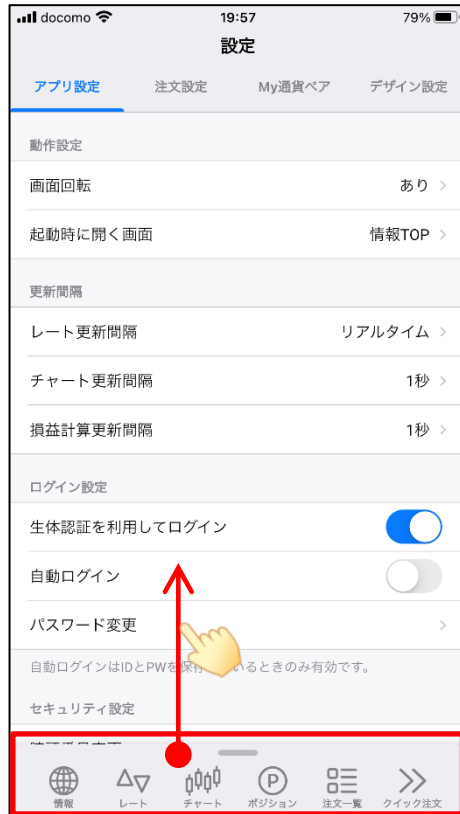 docomo 19:57 79%
設定
アプリ設定 注文設定 My通貨ペア デザイン設定
動作設定
画面回転 あり
起動時に開く画面 情報TOP
更新間隔
レート更新間隔 リアルタイム
チャート更新間隔 1秒
損益計算更新間隔 1秒
ログイン設定
生体認証を利用してログイン
自動ログイン
パスワード変更
自動ログインはIDとPWを保存 いるときのみ有効です。
セキュリティ設定
情報 レート チャート P ポジション 注文一覧 クイック注文